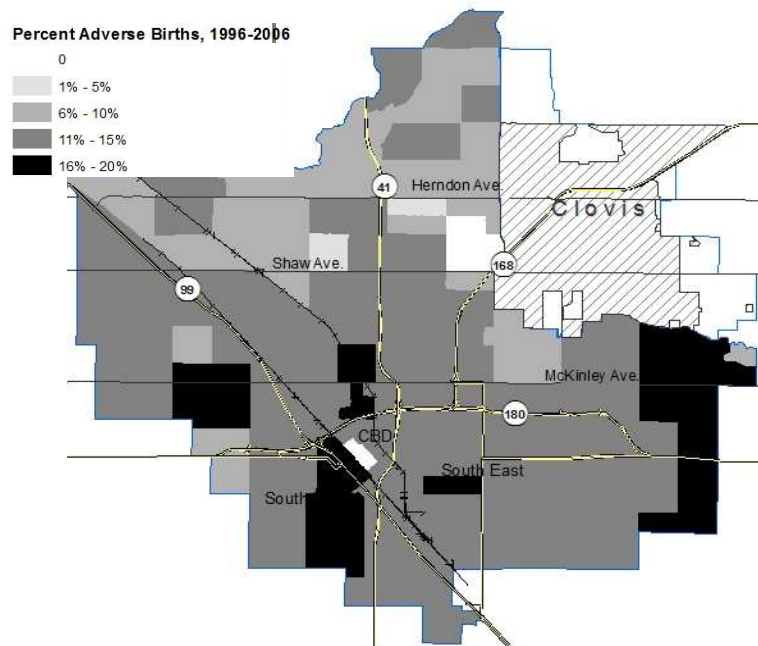 Percent Adverse Births, 1996-2006
0
1% - 5%
6% - 10%
11% - 15%
16% - 20%
41
Herndon Ave.
Clovis
Shaw Ave.
168
99
McKinley Ave.
180
CBD
South East
South